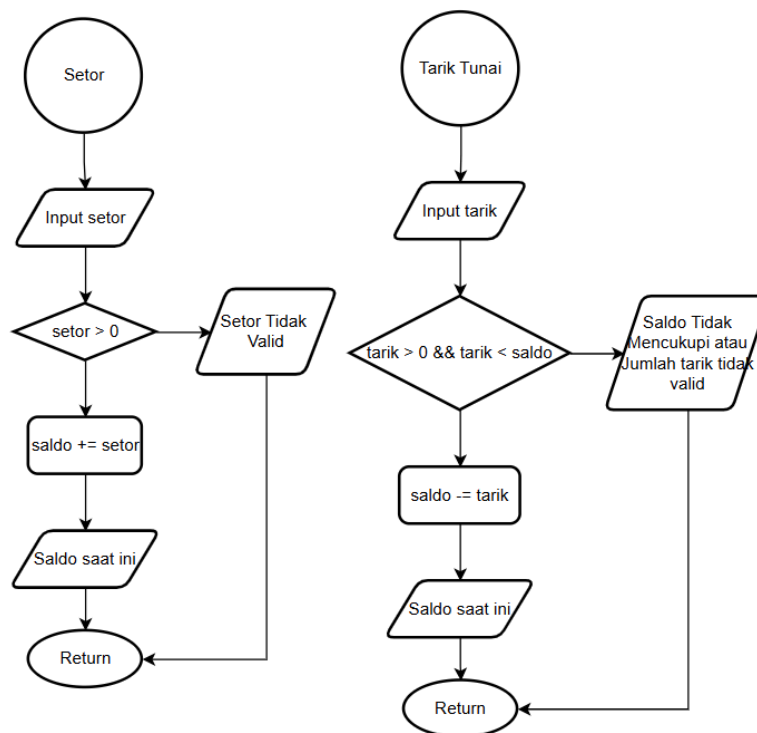 Setor
Input setor
setor > 0
Setor Tidak
Valid
saldo += setor
Saldo saat ini
Return
Tarik Tunai
Input tarik
tarik > 0 && tarik < saldo
Saldo Tidak
Mencukupi atau
Jumlah tarik tidak
valid
saldo -= tarik
Saldo saat ini
Return